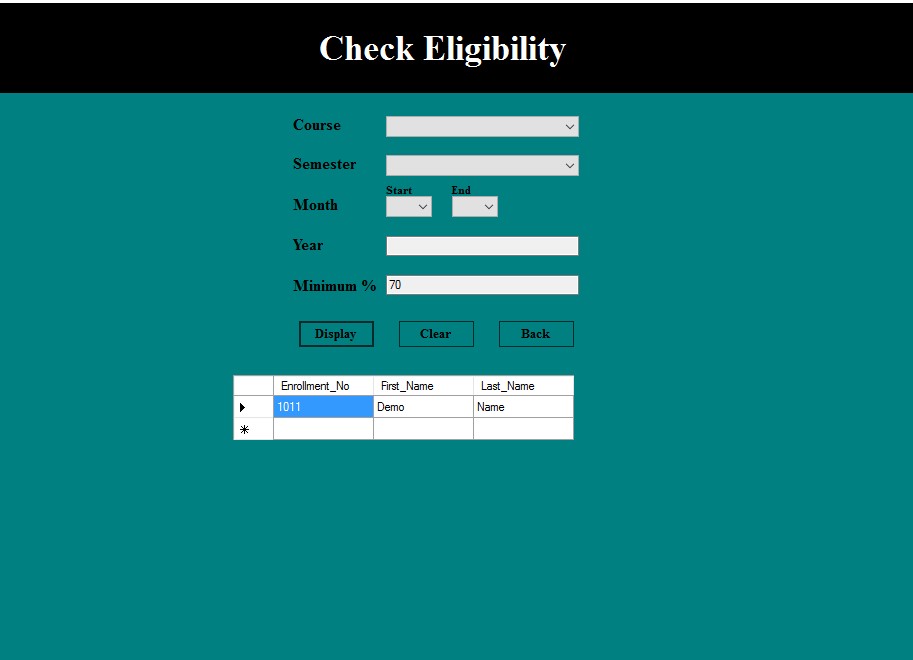 Check Eligibility
Course
Semester
Start End
Month
Year
Minimum % 70
Display Clear Back
Enrollment_No First_Name Last_Name
1011 Demo Name